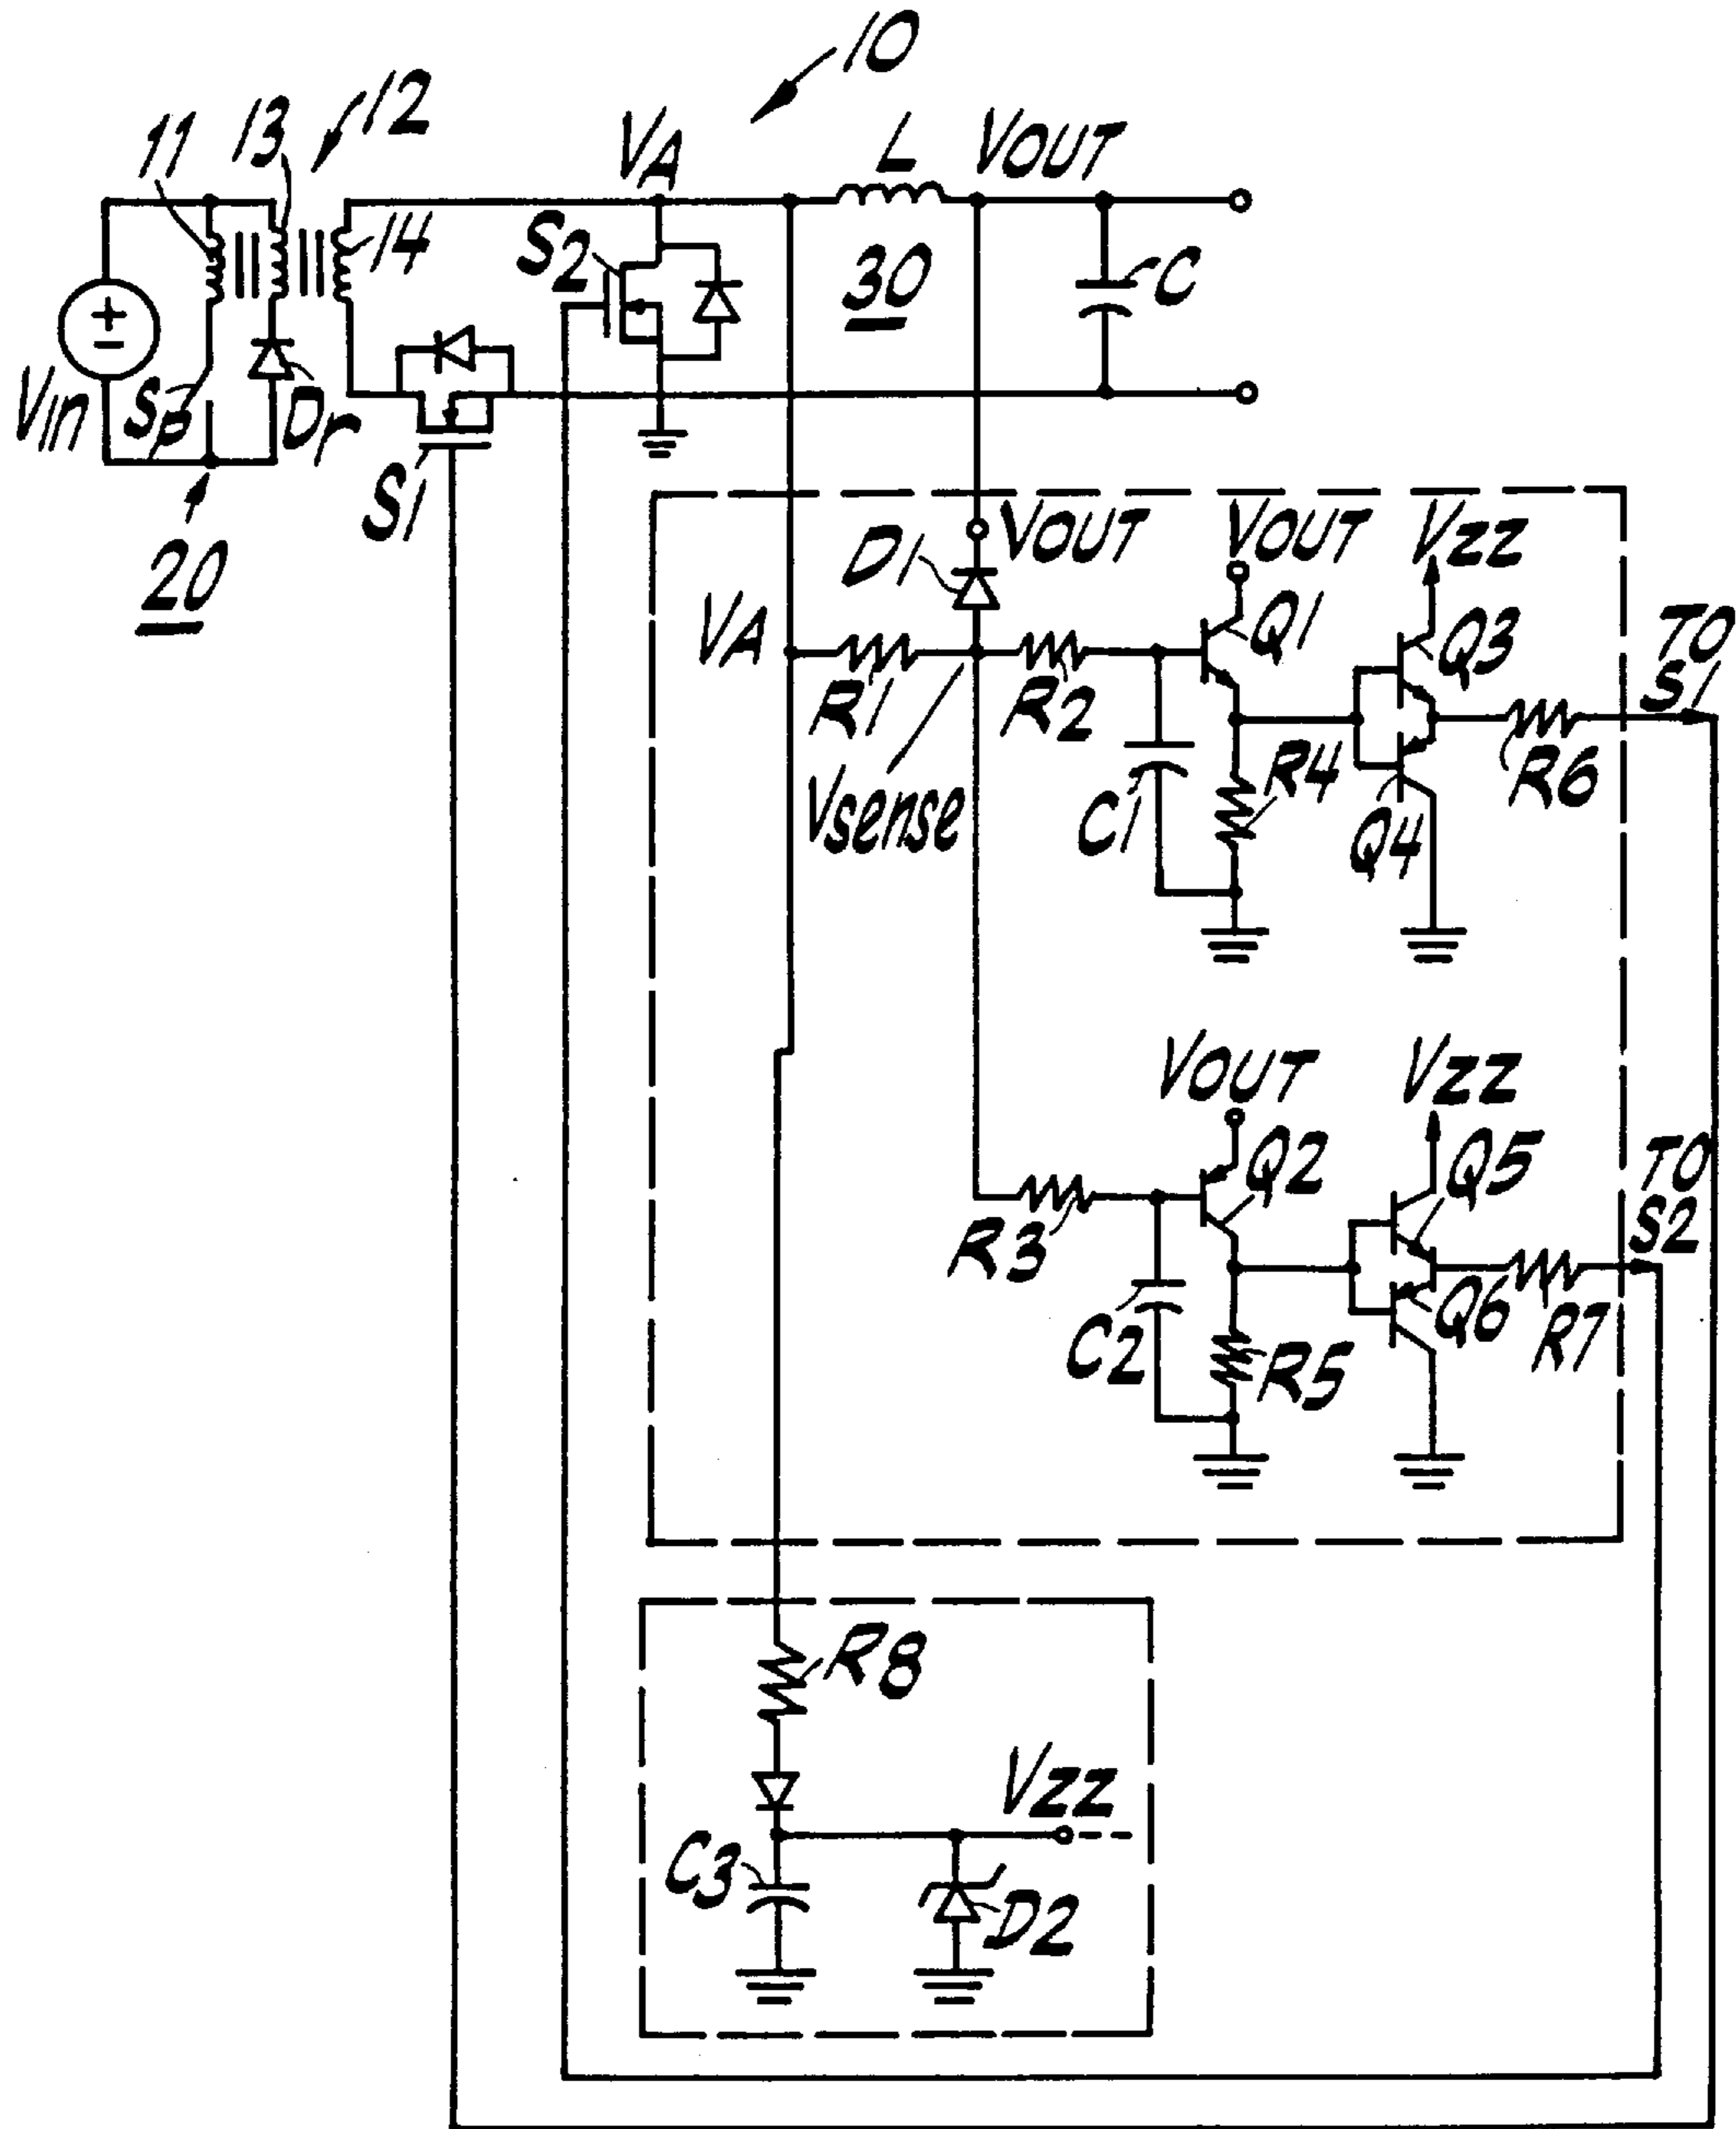 10
11
13
12
VA
L
VOUT
14
S2
30
C
+
-
Vin
Sp
Dr
S1
20
D1
VOUT
VOUT
Vzz
Q1
Q3
VA
TO
S1
R1
R2
R6
Vsense
C1
R4
Q4
VOUT
Vzz
Q2
Q5
TO
S2
R3
Q6
R7
C2
R5
R8
Vzz
C3
D2